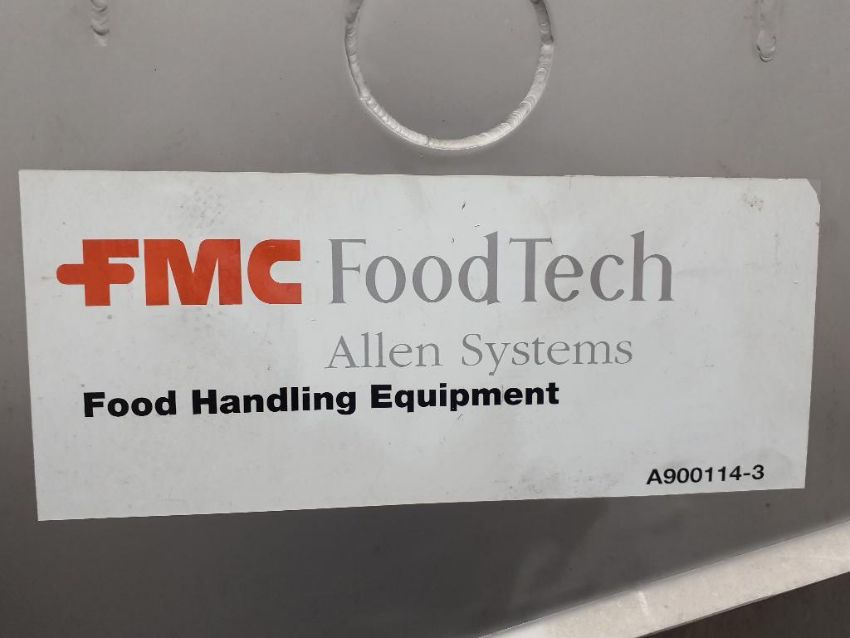 FMC FoodTech
Allen Systems
Food Handling Equipment
A900114-3